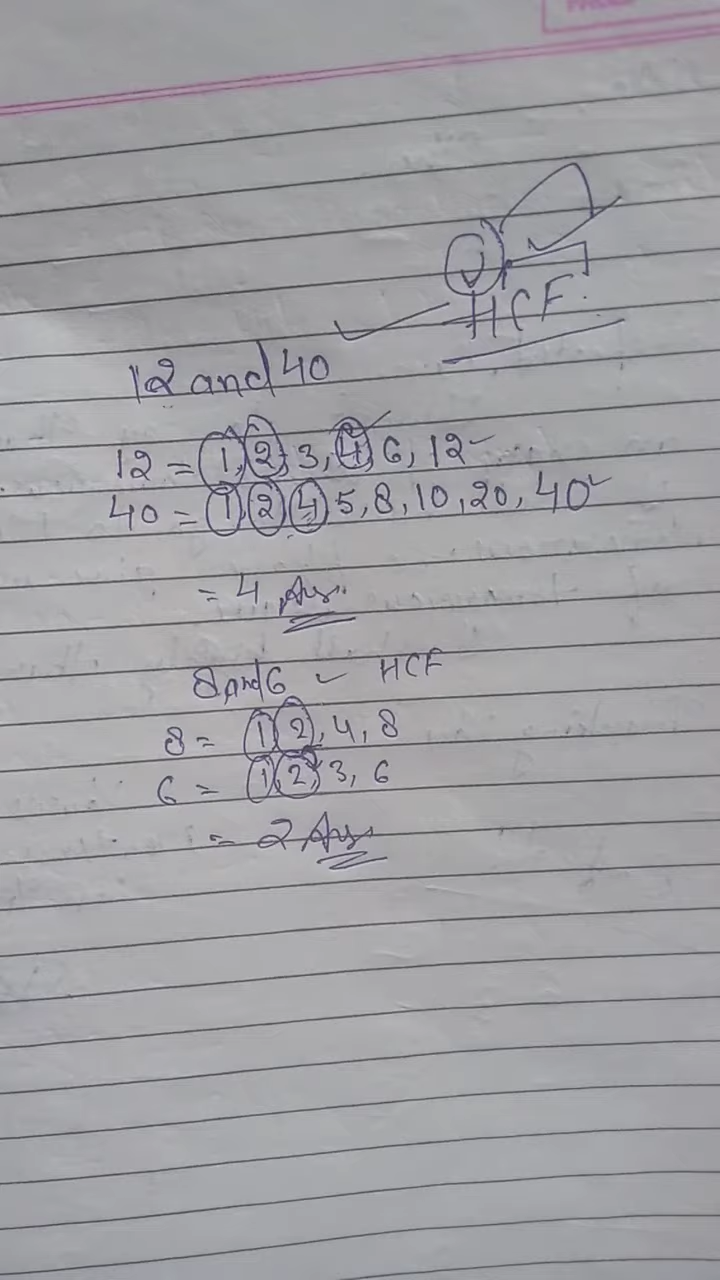 HCF.
12 and 40
12 = 1, 2, 3, 4, 6, 12
40 = 1, 2, 4, 5, 8, 10, 20, 40
= 4 Ans.
8 and 6 - HCF
8 = 1, 2, 4, 8
6 = 1, 2, 3, 6
= 2 Ans.